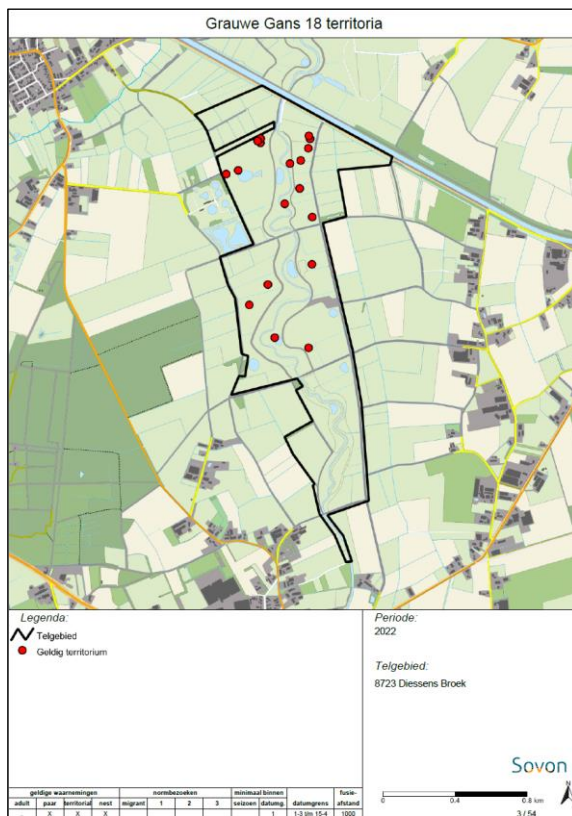 Grauwe Gans 18 territoria
Legenda:
Telgebied
Geldig territorium
Periode:
2022
Telgebied:
8723 Diessens Broek
Sovon
N
0 0.4 0.8 km
3 / 54
geldige waarnemingen normbezoeken minimaal binnen fusie-
adult paar territorial nest migrant 1 2 3 seizoen datumg. datumgrens afstand
. X X X 1 1-3 t/m 15-4 1000